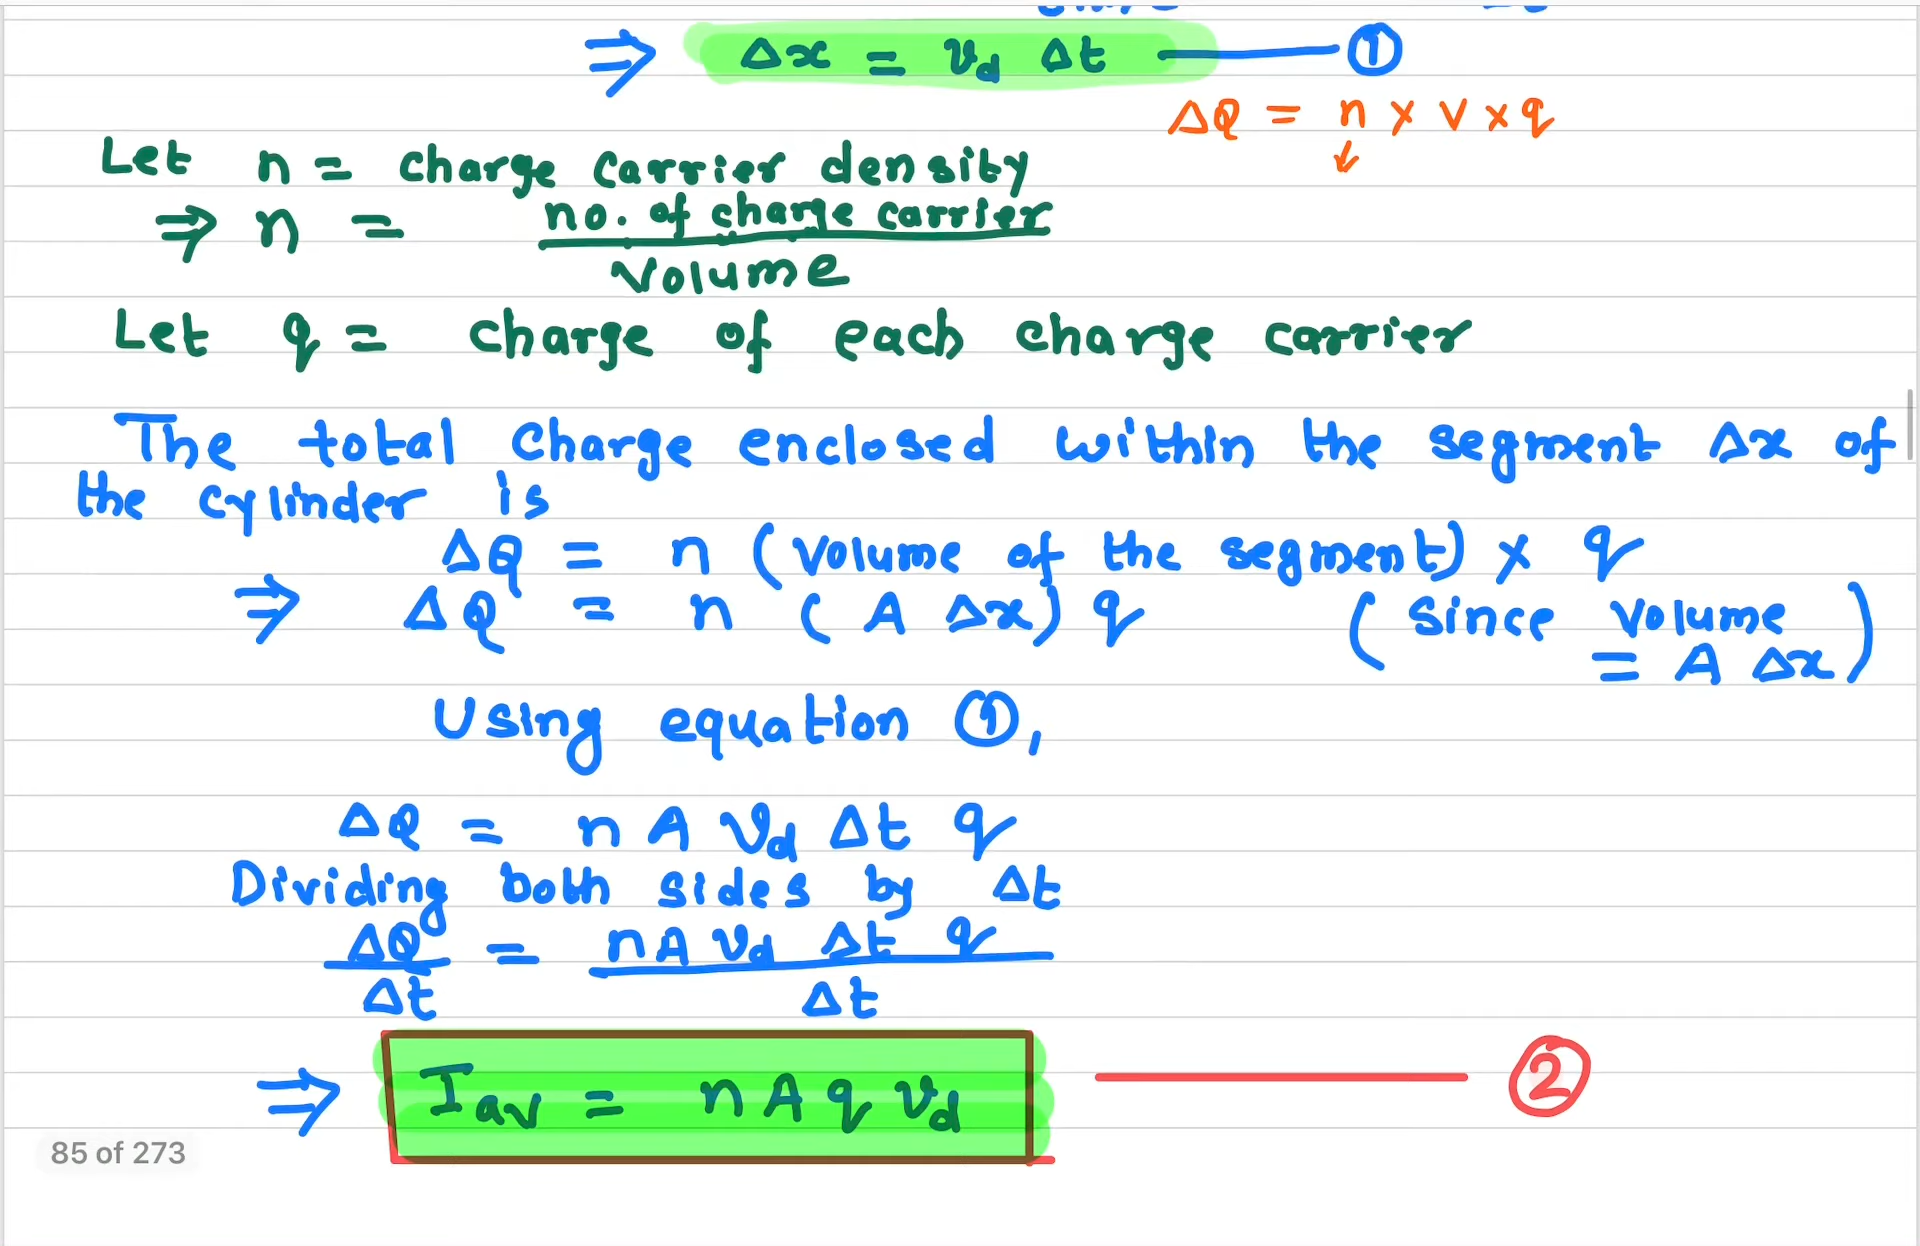 ⇒ Δx = v_d Δt ——— ①
ΔQ = n × V × q
↓
Let n = charge carrier density
⇒ n = no. of charge carrier
Volume
Let q = charge of each charge carrier
The total charge enclosed within the segment Δx of
the cylinder is
ΔQ = n (volume of the segment) × q
⇒ ΔQ = n (A Δx) q (since volume
= A Δx)
Using equation ①,
ΔQ = n A v_d Δt q
Dividing both sides by Δt
ΔQ = n A v_d Δt q
Δt Δt
⇒ I_av = n A q v_d ——— ②
85 of 273